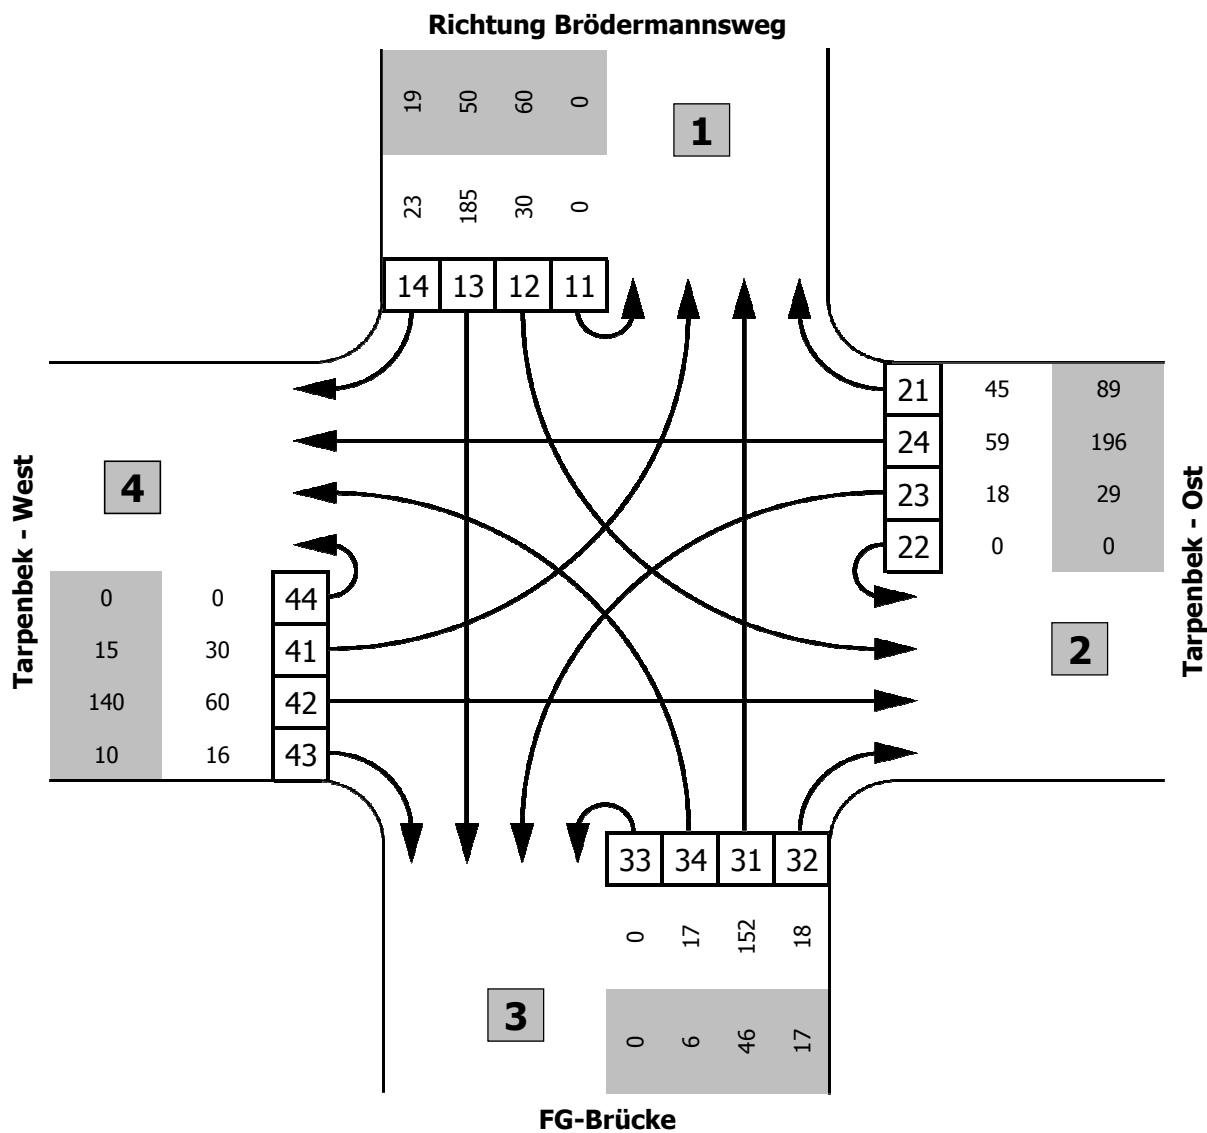 Richtung Brödermannsweg
19 50 60 0
1
23 185 30 0
14 13 12 11
21 45 89
24 59 196
23 18 29
22 0 0
Tarpenbek - West
4
Tarpenbek - Ost
2
0 0 44
15 30 41
140 60 42
10 16 43
33 34 31 32
0 17 152 18
3
0 6 46 17
FG-Brücke